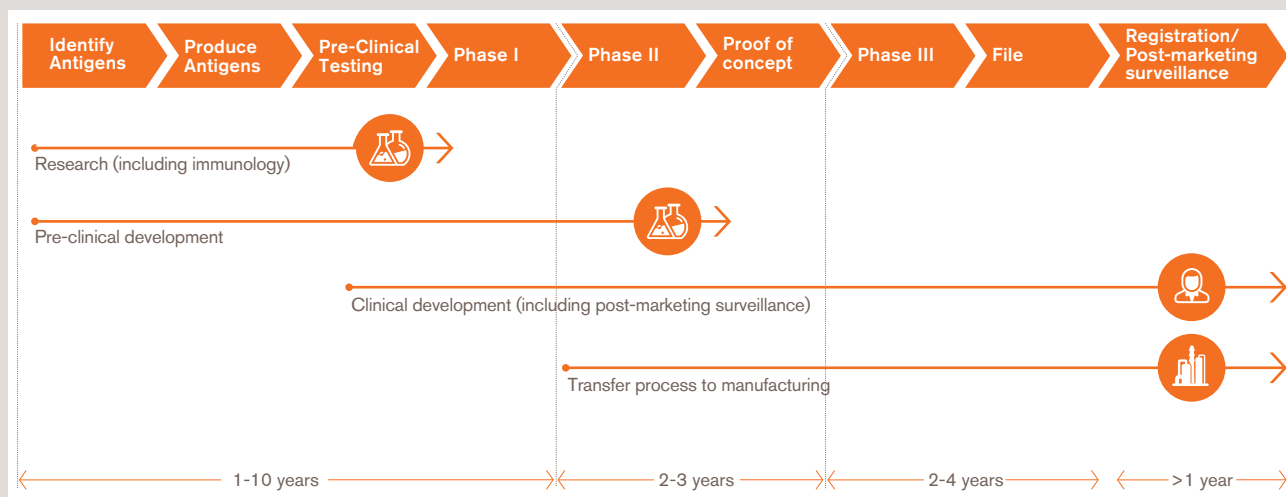 Identify
Antigens
Produce
Antigens
Pre-Clinical
Testing
Phase I
Phase II
Proof of
concept
Phase III
File
Registration/
Post-marketing
surveillance
Research (including immunology)
Pre-clinical development
Clinical development (including post-marketing surveillance)
Transfer process to manufacturing
1-10 years
2-3 years
2-4 years
>1 year